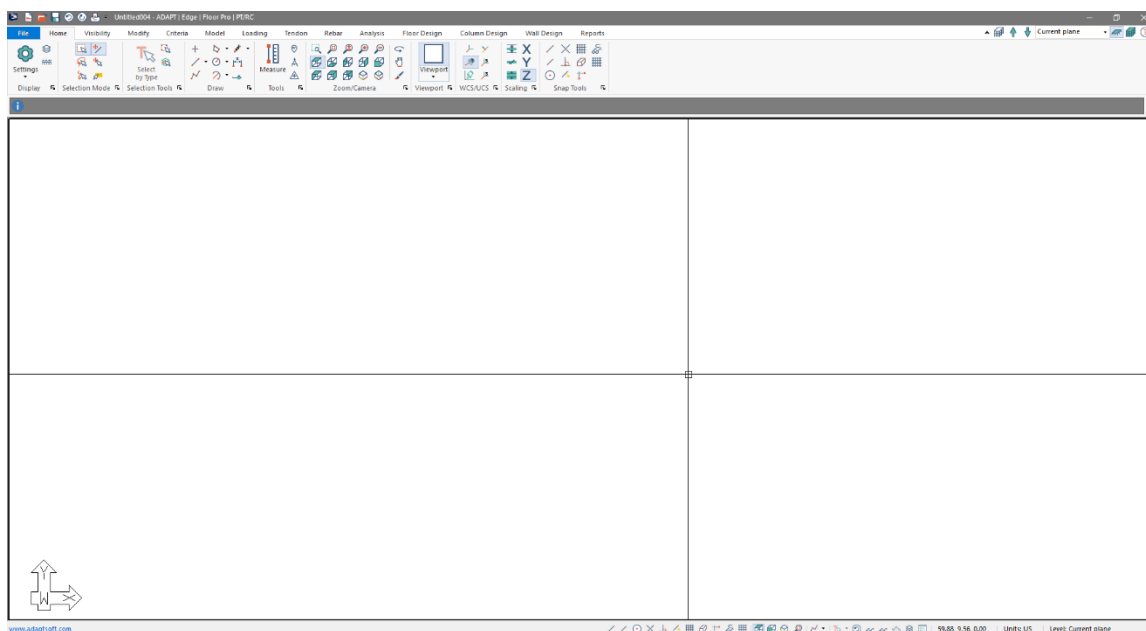 Untitled004 - ADAPT | Edge | Floor Pro | PT/RC
File Home Visibility Modify Criteria Model Loading Tendon Rebar Analysis Floor Design Column Design Wall Design Reports
Current plane
Settings
Select by Type
Measure
Viewport
X
Y
Z
Display Selection Mode Selection Tools Draw Tools Zoom/Camera Viewport WCS/UCS Scaling Snap Tools
i
Y
W X
www.adaptsoft.com
59.88 9.56 0.00 Units: US Level: Current plane